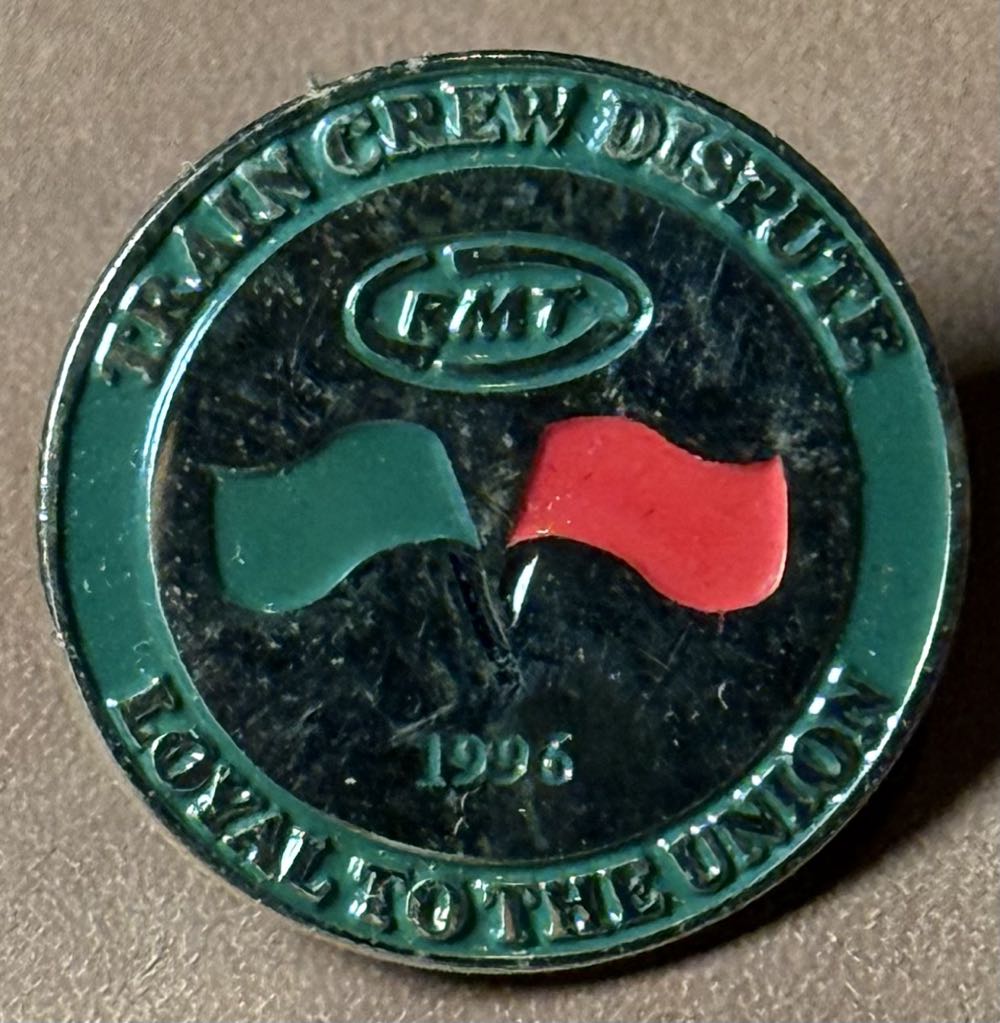 TRAIN CREW DISPUTE
RMT
1996
LOYAL TO THE UNION